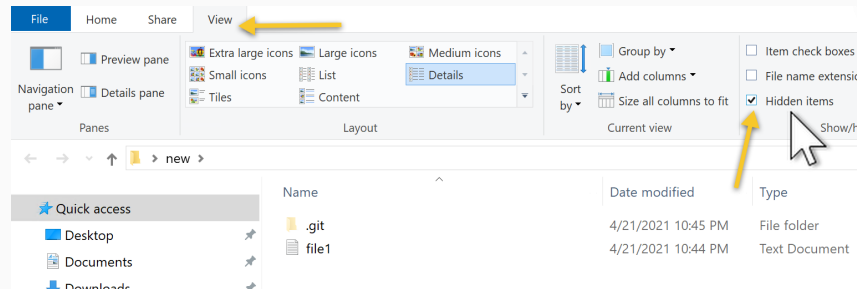 File Home Share View
Extra large icons Large icons Medium icons Group by Item check boxes
Preview pane
Small icons List Details Add columns File name extensio
Navigation pane Details pane Sort by
Tiles Content Size all columns to fit Hidden items
Panes Layout Current view Show/h
new
Name Date modified Type
Quick access
.git 4/21/2021 10:45 PM File folder
Desktop
file1 4/21/2021 10:44 PM Text Document
Documents
Downloads